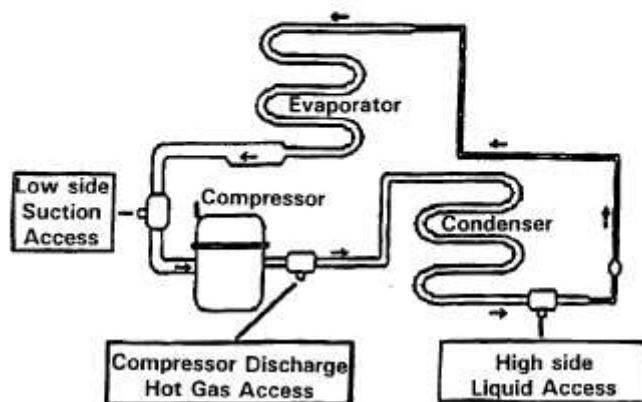 Evaporator
Low side
Suction
Access
Compressor
Condenser
Compressor Discharge
Hot Gas Access
High side
Liquid Access